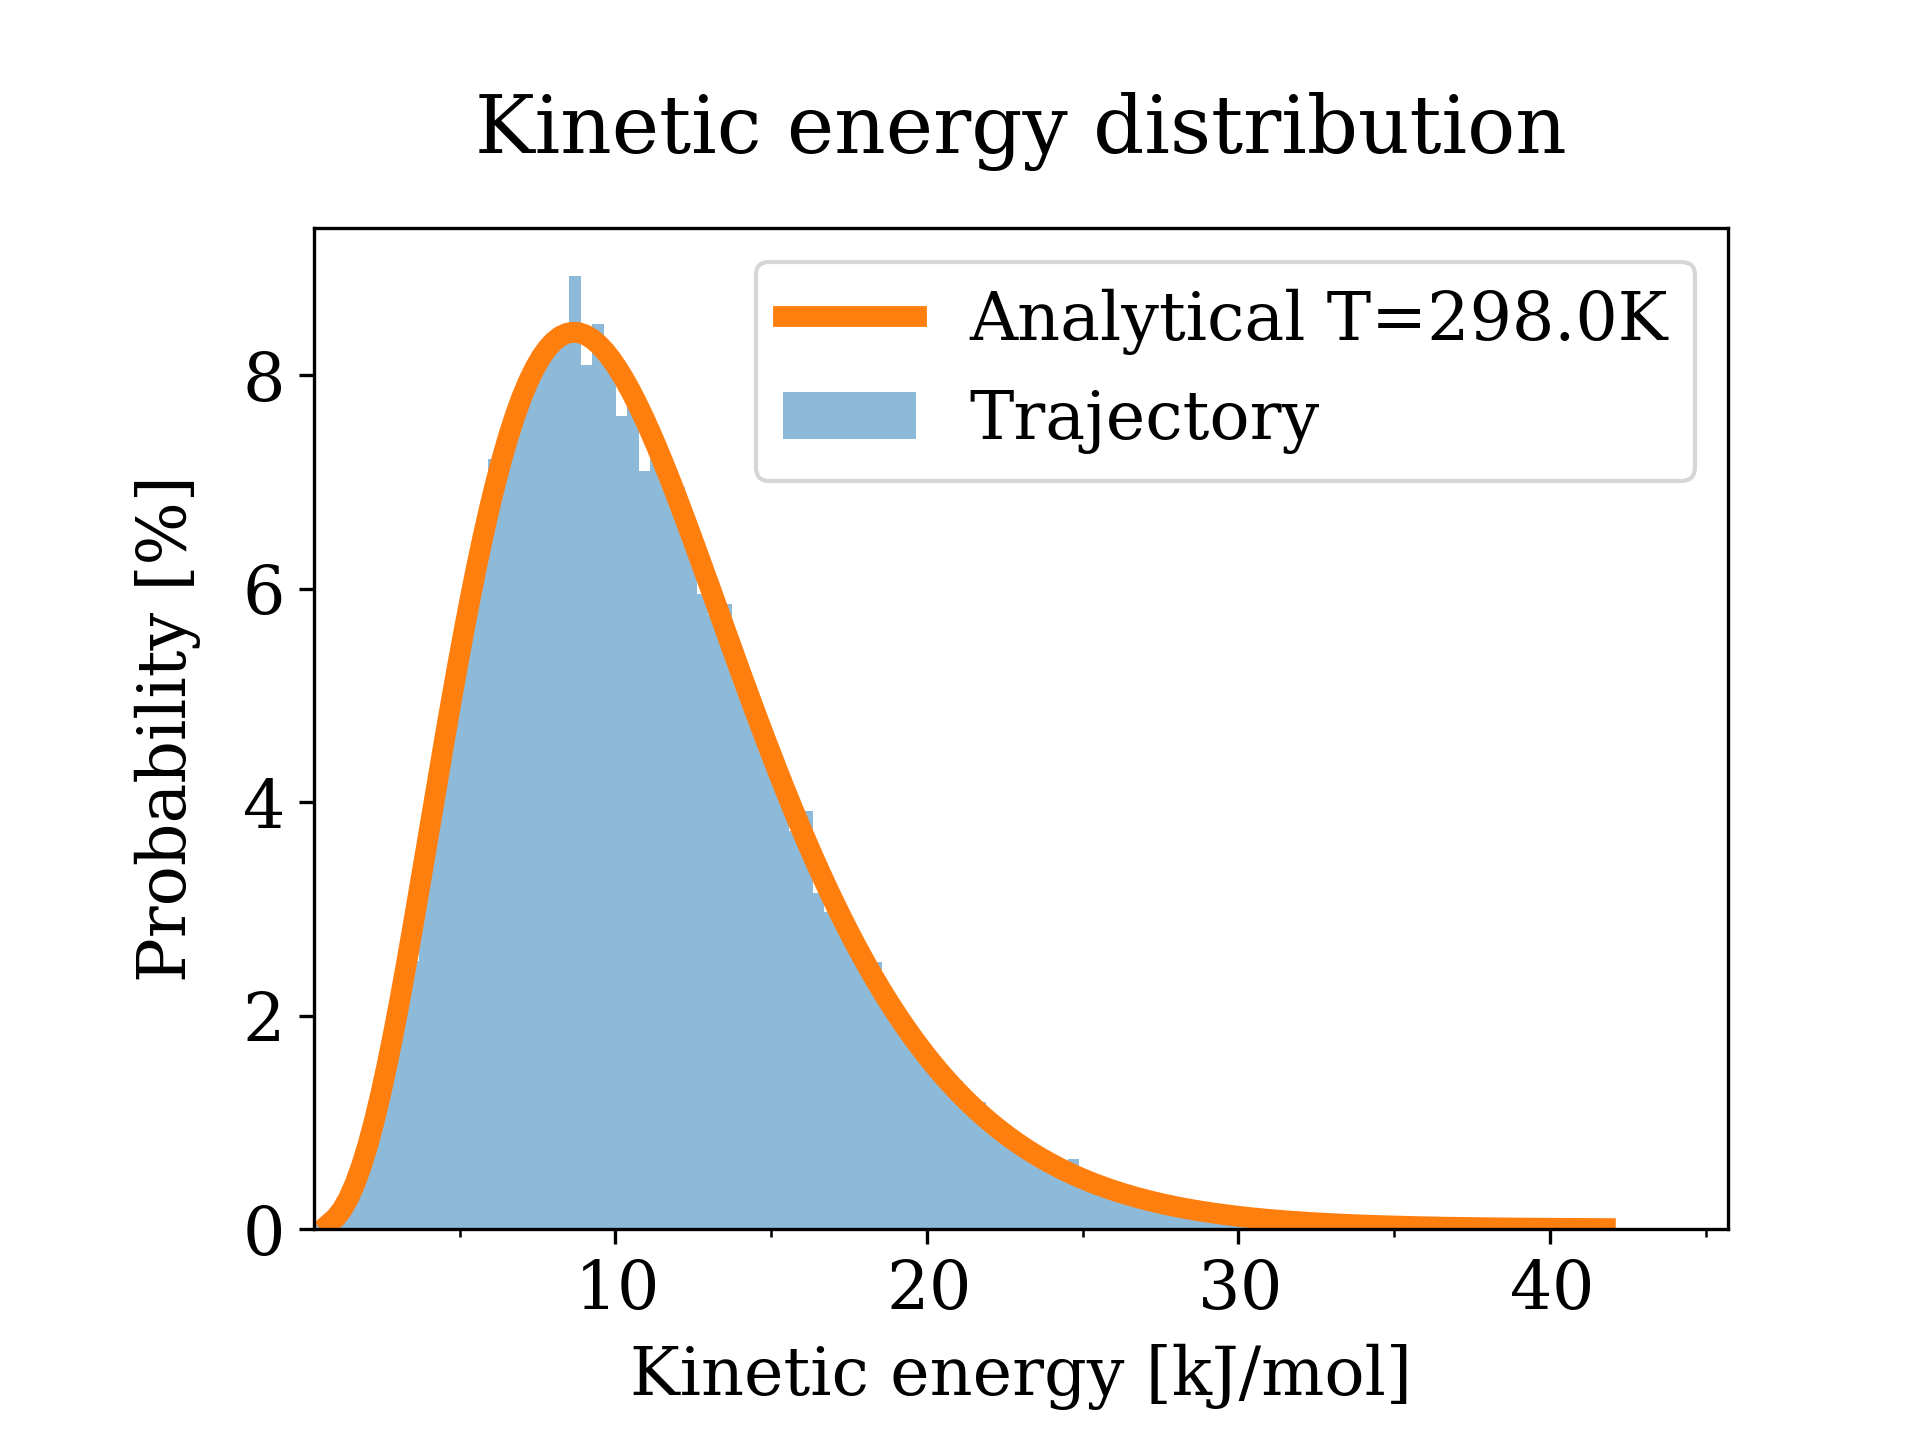 Kinetic energy distribution
Analytical T=298.0K
Trajectory
Probability [%]
8
6
4
2
0
10 20 30 40
Kinetic energy [kJ/mol]